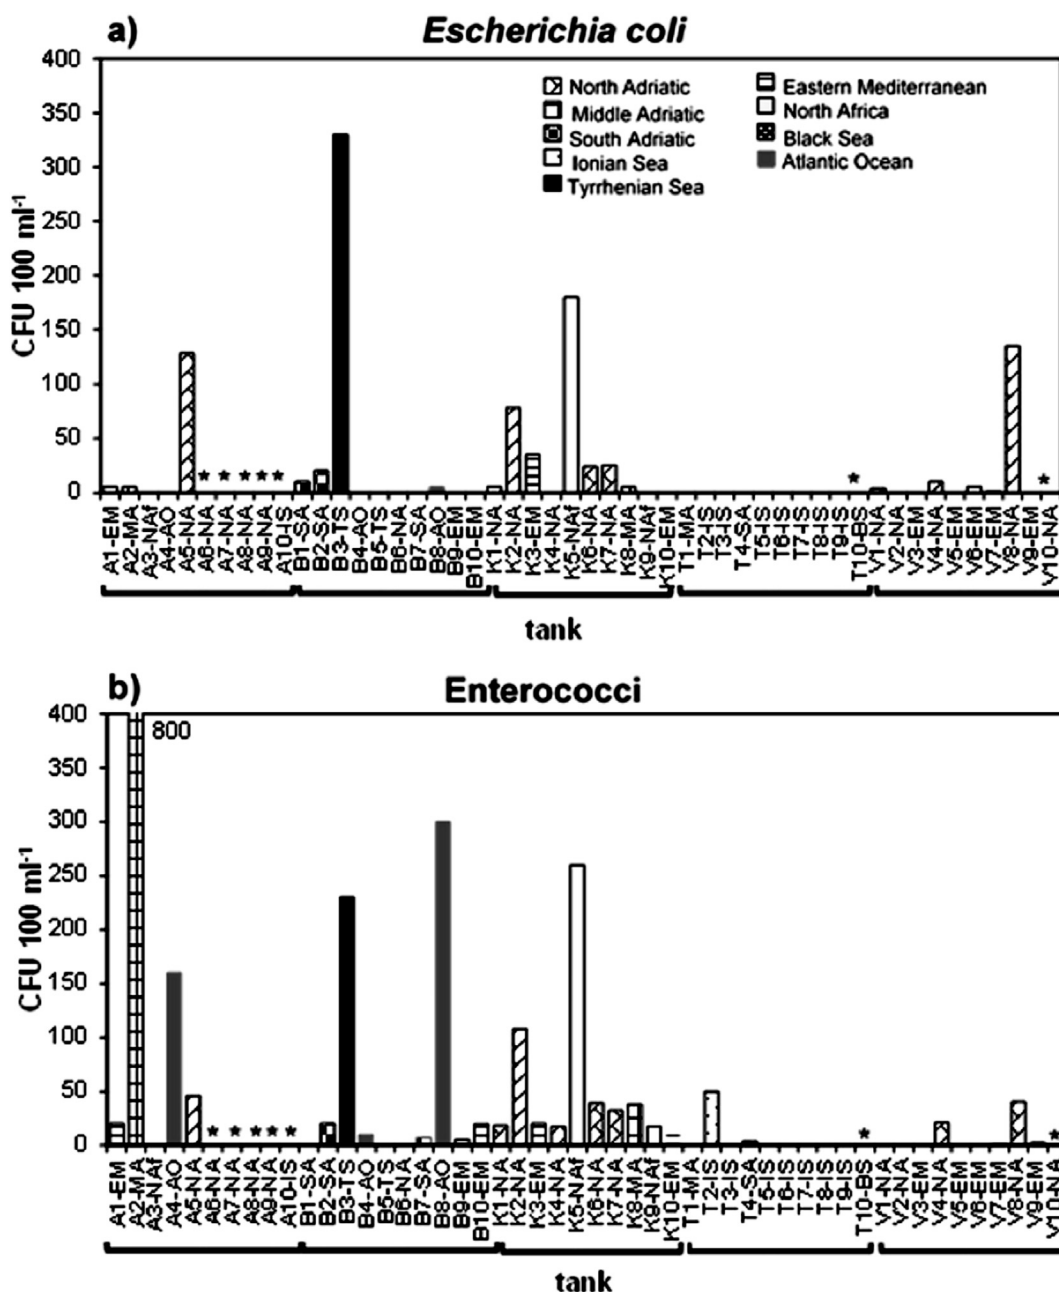 a) Escherichia coli
400
350
300
250
200
150
100
50
0
CFU 100 ml-1
North Adriatic
Middle Adriatic
South Adriatic
Ionian Sea
Tyrrhenian Sea
Eastern Mediterranean
North Africa
Black Sea
Atlantic Ocean
* * * * * * *
A1-EM
A2-MA
A3-NAf
A4-AO
A5-NA
A6-NA
A7-NA
A8-NA
A9-NA
A10-IS
B1-SA
B2-SA
B3-TS
B4-AO
B5-TS
B6-NA
B7-SA
B8-AO
B9-EM
B10-EM
K1-NA
K2-NA
K3-EM
K4-NA
K5-NAf
K6-NA
K7-NA
K8-MA
K9-NAf
K10-EM
T1-MA
T2-IS
T3-IS
T4-SA
T5-IS
T6-IS
T7-IS
T8-IS
T9-IS
T10-BS
V1-NA
V2-NA
V3-EM
V4-NA
V5-EM
V6-EM
V7-EM
V8-NA
V9-EM
V10-NA
tank
b) Enterococci
400
350
300
250
200
150
100
50
0
CFU 100 ml-1
800
* * * * * * *
A1-EM
A2-MA
A3-NAf
A4-AO
A5-NA
A6-NA
A7-NA
A8-NA
A9-NA
A10-IS
B1-SA
B2-SA
B3-TS
B4-AO
B5-TS
B6-NA
B7-SA
B8-AO
B9-EM
B10-EM
K1-NA
K2-NA
K3-EM
K4-NA
K5-NAf
K6-NA
K7-NA
K8-MA
K9-NAf
K10-EM
T1-MA
T2-IS
T3-IS
T4-SA
T5-IS
T6-IS
T7-IS
T8-IS
T9-IS
T10-BS
V1-NA
V2-NA
V3-EM
V4-NA
V5-EM
V6-EM
V7-EM
V8-NA
V9-EM
V10-NA
tank